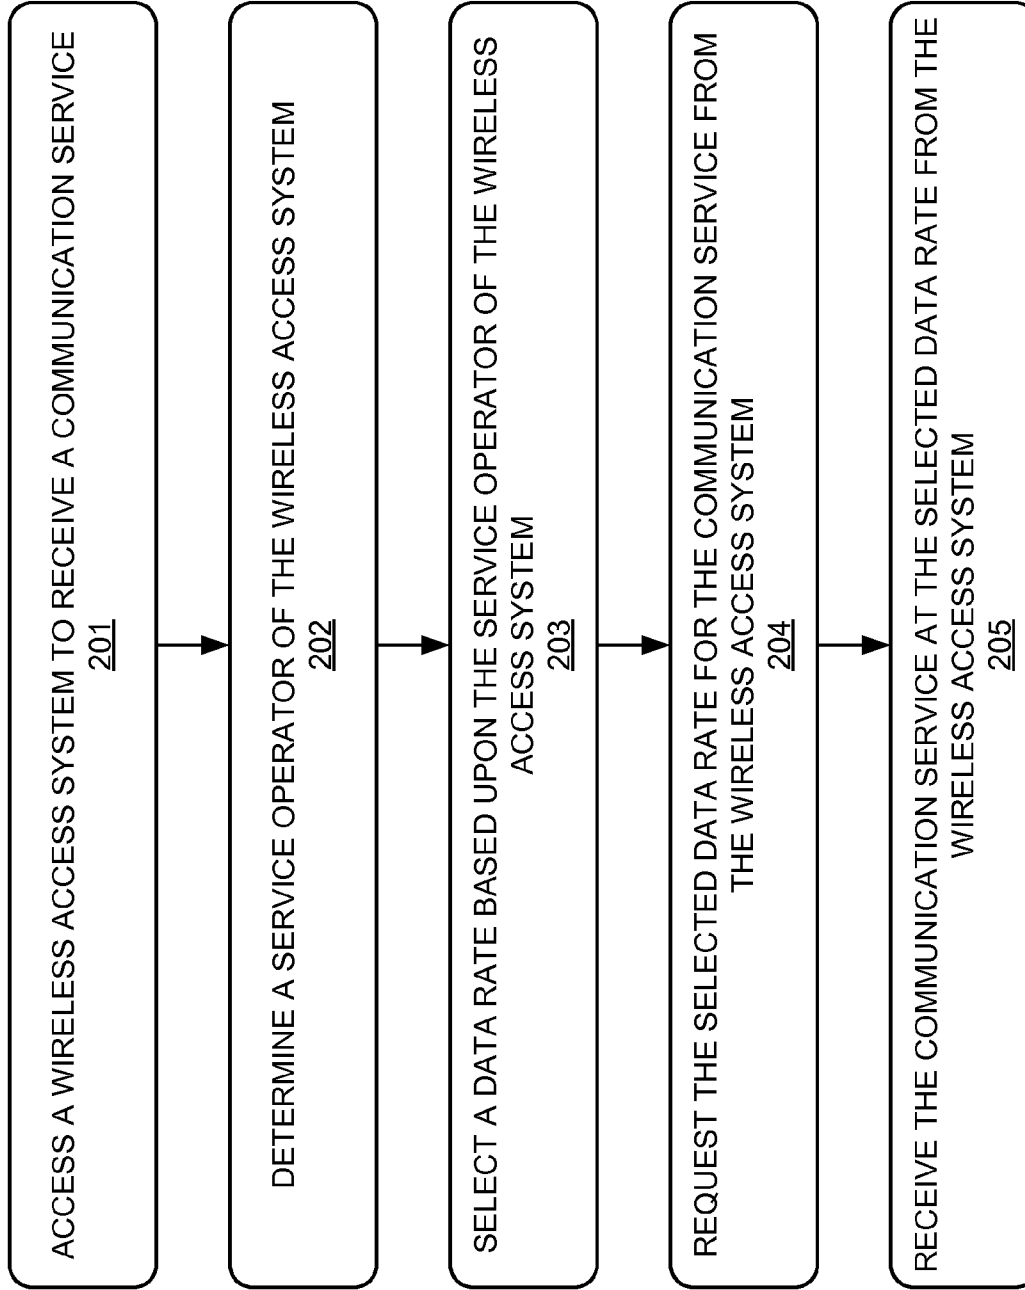 ACCESS A WIRELESS ACCESS SYSTEM TO RECEIVE A COMMUNICATION SERVICE
201
DETERMINE A SERVICE OPERATOR OF THE WIRELESS ACCESS SYSTEM
202
SELECT A DATA RATE BASED UPON THE SERVICE OPERATOR OF THE WIRELESS
ACCESS SYSTEM
203
REQUEST THE SELECTED DATA RATE FOR THE COMMUNICATION SERVICE FROM
THE WIRELESS ACCESS SYSTEM
204
RECEIVE THE COMMUNICATION SERVICE AT THE SELECTED DATA RATE FROM THE
WIRELESS ACCESS SYSTEM
205